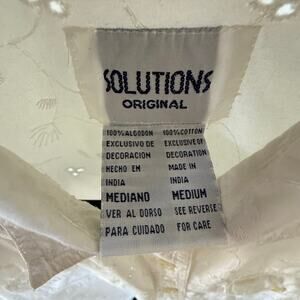 SOLUTIONS
ORIGINAL
100% ALGODON 100% COTTON
EXCLUSIVO DE EXCLUSIVE OF
DECORACION DECORATION
HECHO EN MADE IN
INDIA INDIA
MEDIANO MEDIUM
VER AL DORSO SEE REVERSE
PARA CUIDADO FOR CARE